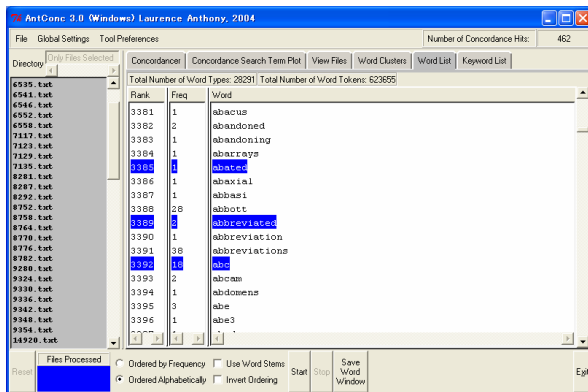 AntConc 3.0 (Windows) Laurence Anthony, 2004
File Global Settings Tool Preferences Number of Concordance Hits: 462
Directory Only Files Selected
Concordancer Concordance Search Term Plot View Files Word Clusters Word List Keyword List
Total Number of Word Types: 28291 Total Number of Word Tokens: 623655
Rank Freq Word
6535.txt
6541.txt
6546.txt
6552.txt
6558.txt
7117.txt
7123.txt
7129.txt
7135.txt
8281.txt
8287.txt
8292.txt
8752.txt
8758.txt
8764.txt
8770.txt
8776.txt
8782.txt
9280.txt
9324.txt
9330.txt
9336.txt
9342.txt
9348.txt
9354.txt
14920.txt
3381 1 abacus
3382 2 abandoned
3383 1 abandoning
3384 1 abarrays
3385 1 abated
3386 1 abaxial
3387 1 abbasi
3388 28 abbott
3389 2 abbreviated
3390 1 abbreviation
3391 38 abbreviations
3392 18 abc
3393 2 abcam
3394 1 abdomens
3395 3 abe
3396 1 abe3
Reset Files Processed
Ordered by Frequency Use Word Stems
Ordered Alphabetically Invert Ordering
Start Stop
Save
Word
Window
Exit